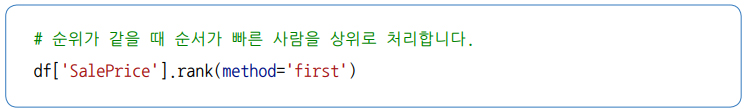 # 순위가 같을 때 순서가 빠른 사람을 상위로 처리합니다.
df['SalePrice'].rank(method='first')